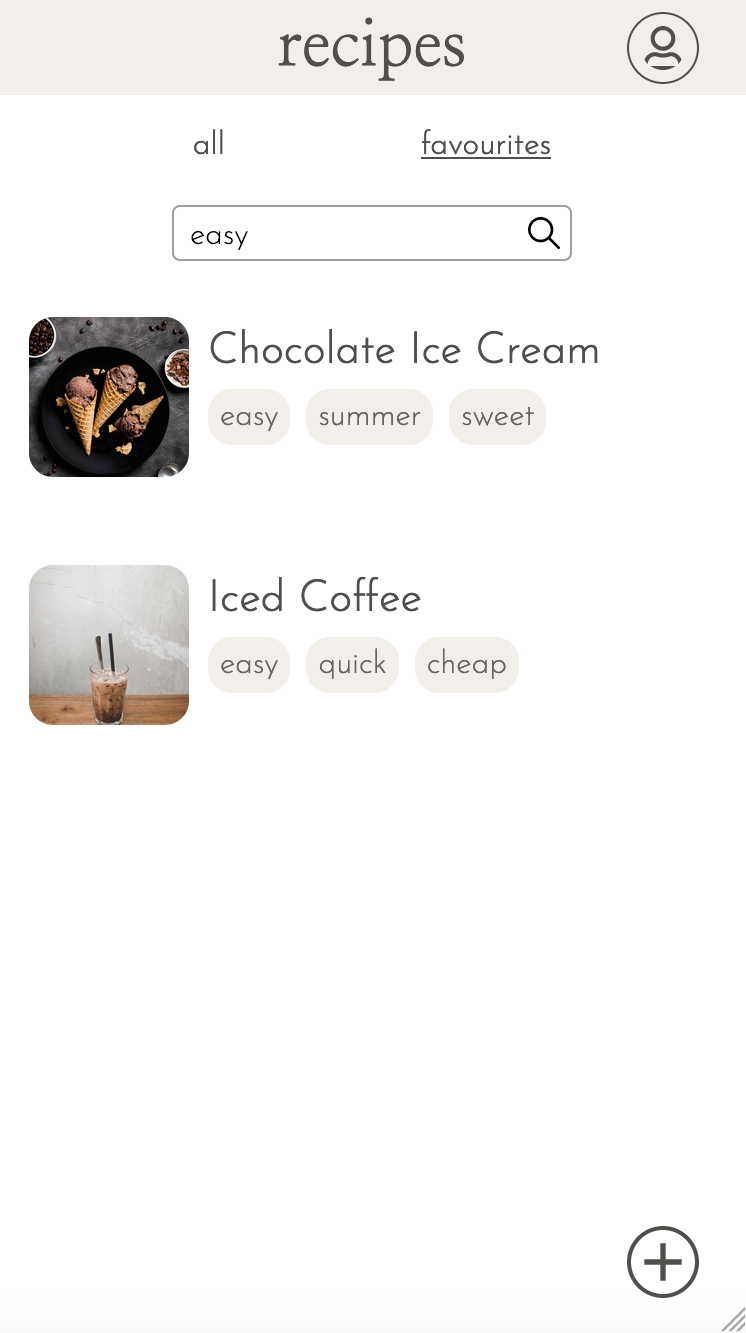 recipes
all favourites
easy
Chocolate Ice Cream
easy summer sweet
Iced Coffee
easy quick cheap